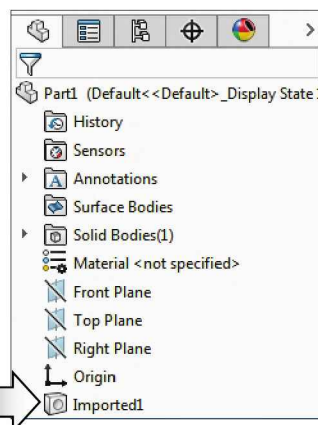 Part1 (Default<<Default>_Display State
History
Sensors
A Annotations
Surface Bodies
Solid Bodies(1)
Material <not specified>
Front Plane
Top Plane
Right Plane
Origin
Imported1